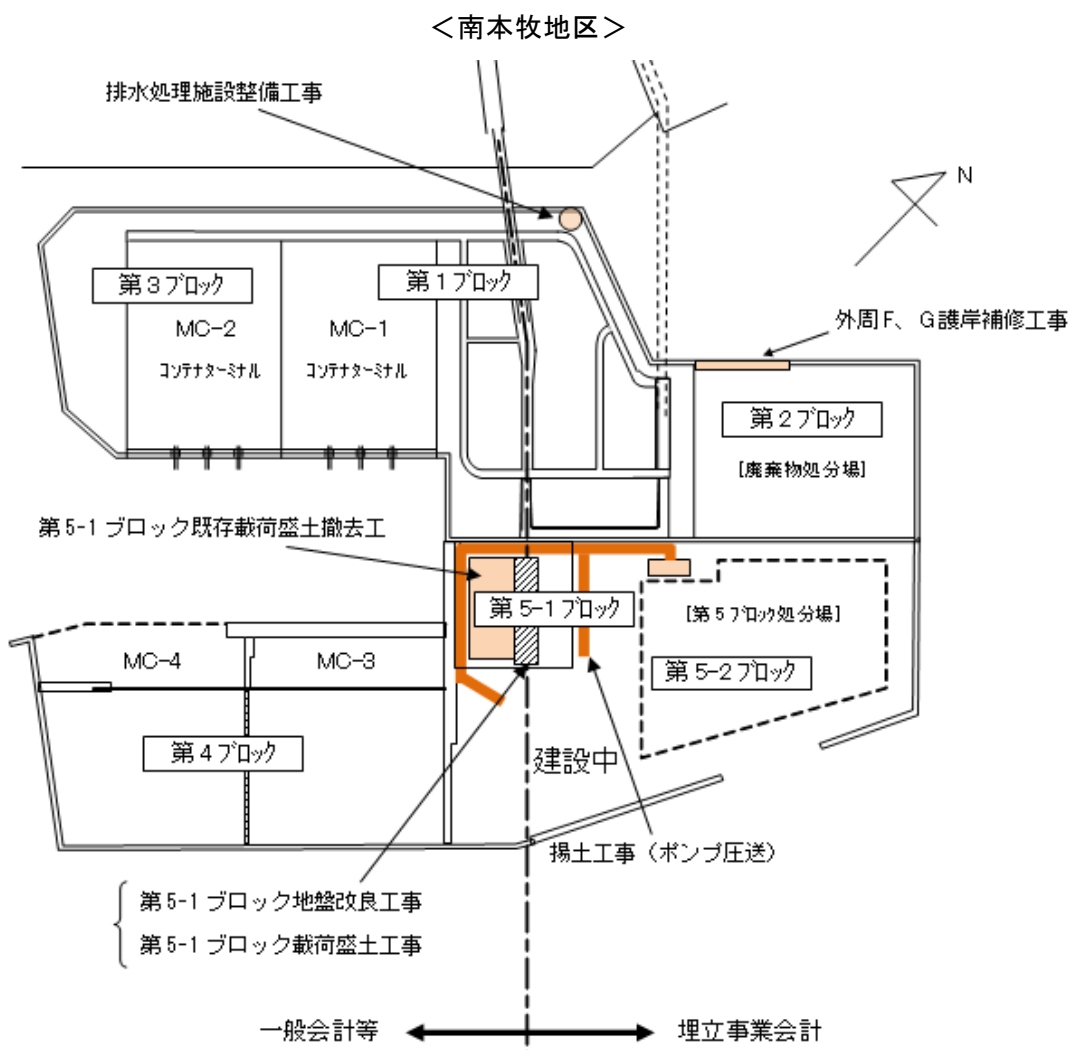 <南本牧地区>
排水処理施設整備工事
N
第3ブロック
第1ブロック
MC-2
コンテナターミナル
MC-1
コンテナターミナル
外周F、G護岸補修工事
第2ブロック
[廃棄物処分場]
第5-1ブロック既存載荷盛土撤去工
第5-1ブロック
[第5ブロック処分場]
第5-2ブロック
MC-4
MC-3
第4ブロック
建設中
揚土工事(ポンプ圧送)
第5-1ブロック地盤改良工事
第5-1ブロック載荷盛土工事
一般会計等
埋立事業会計